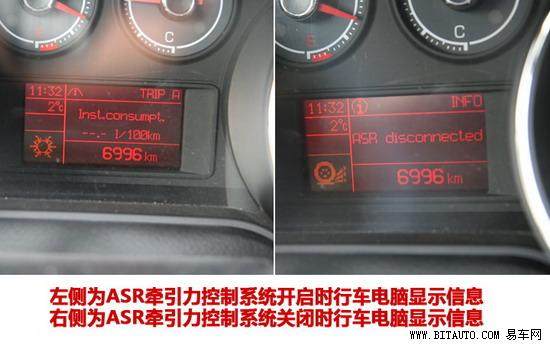 C
11:32 TRIP A
2°c Inst.consumpt.
--.- l/100km
6996 km
C
11:32 INFO
2°c ASR disconnected
6996 km
左侧为ASR牵引力控制系统开启时行车电脑显示信息
右侧为ASR牵引力控制系统关闭时行车电脑显示信息
WWW.BITAUTO.COM 易车网